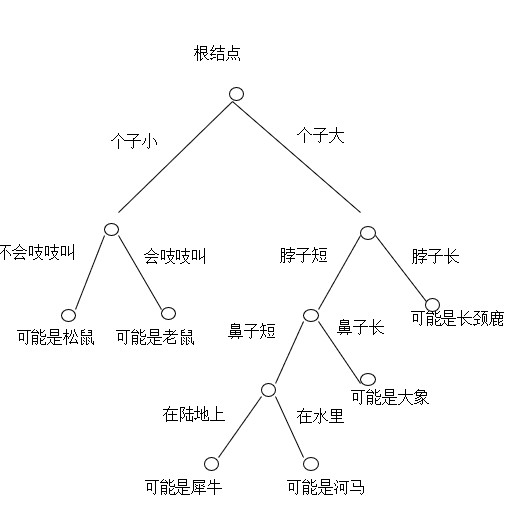 根结点
个子小
个子大
不会吱吱叫
会吱吱叫
脖子短
脖子长
可能是松鼠
可能是老鼠
鼻子短
鼻子长
可能是长颈鹿
可能是大象
在陆地上
在水里
可能是犀牛
可能是河马